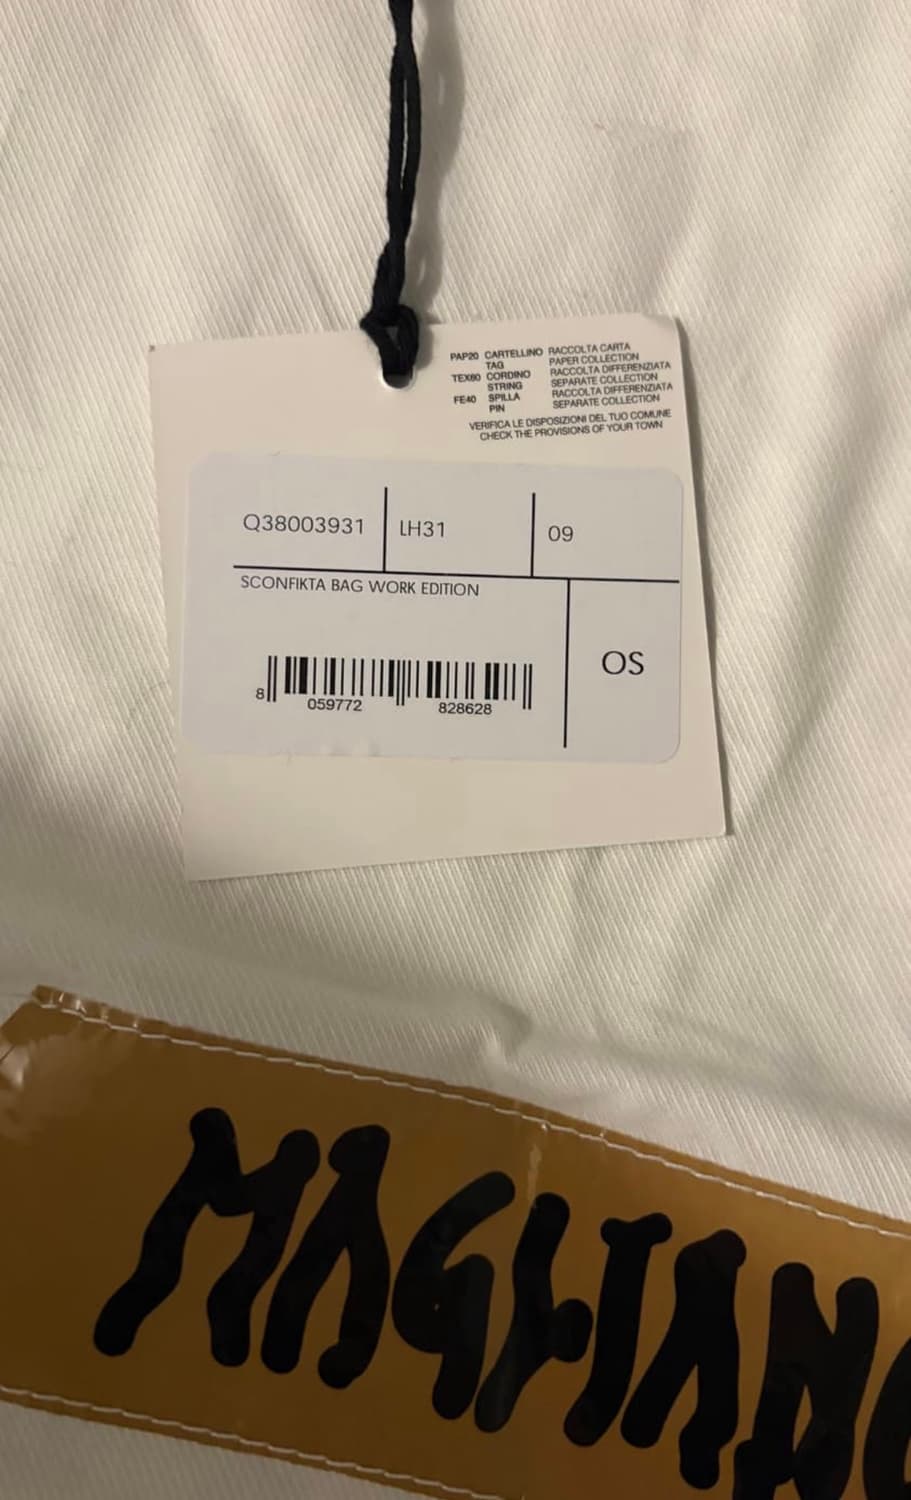 PAP20 CARTELLINO RACCOLTA CARTA
TAG PAPER COLLECTION
TEX60 CORDINO RACCOLTA DIFFERENZIATA
STRING SEPARATE COLLECTION
FE40 SPILLA RACCOLTA DIFFERENZIATA
PIN SEPARATE COLLECTION
VERIFICA LE DISPOSIZIONI DEL TUO COMUNE
CHECK THE PROVISIONS OF YOUR TOWN
Q38003931 LH31 09
SCONFIKTA BAG WORK EDITION
OS
8 059772 828628
MAGLIANO